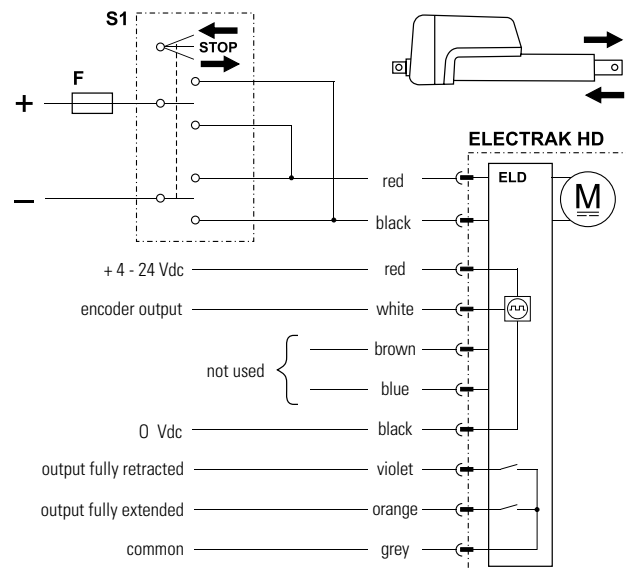 S1
STOP
F
+
–
ELECTRAK HD
ELD
M
red
black
+ 4 - 24 Vdc red
encoder output white
brown
not used
blue
0 Vdc black
output fully retracted violet
output fully extended orange
common grey